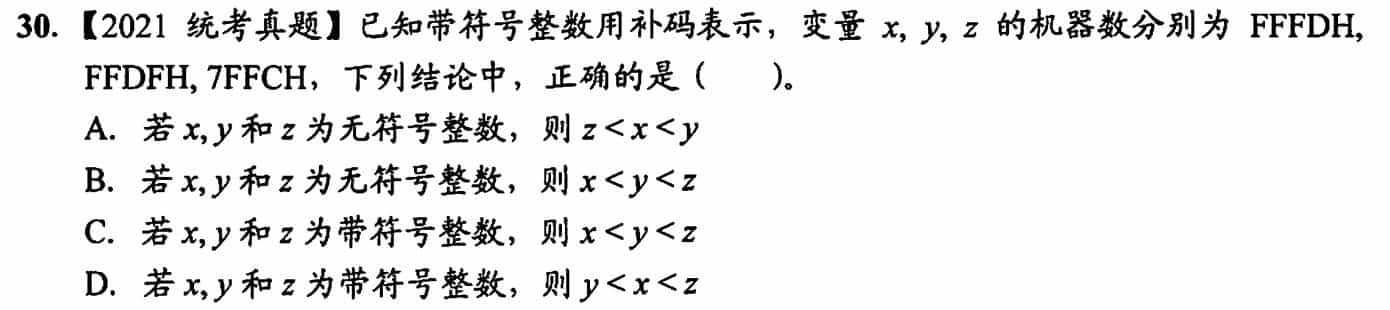 30.【2021 统考真题】已知带符号整数用补码表示，变量 x, y, z 的机器数分别为 FFFDH,
FFDFH, 7FFCH，下列结论中，正确的是（　　）。
A. 若 x, y 和 z 为无符号整数，则 z < x < y
B. 若 x, y 和 z 为无符号整数，则 x < y < z
C. 若 x, y 和 z 为带符号整数，则 x < y < z
D. 若 x, y 和 z 为带符号整数，则 y < x < z